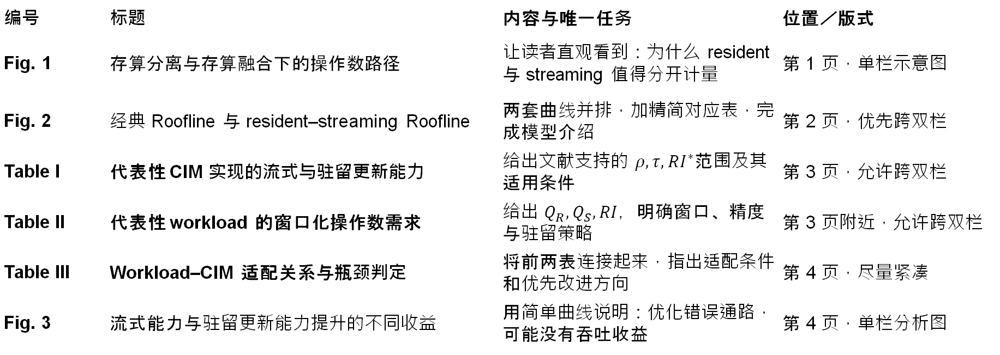 编号 标题 内容与唯一任务 位置／版式
Fig. 1 存算分离与存算融合下的操作数路径 让读者直观看到：为什么 resident
与 streaming 值得分开计量 第 1 页，单栏示意图
Fig. 2 经典 Roofline 与 resident–streaming Roofline 两套曲线并排，加精简对应表，完
成模型介绍 第 2 页，优先跨双栏
Table I 代表性 CIM 实现的流式与驻留更新能力 给出文献支持的 ρ, τ, RI* 范围及其
适用条件 第 3 页，允许跨双栏
Table II 代表性 workload 的窗口化操作数需求 给出 Q_R, Q_S, RI, 明确窗口、精度
与驻留策略 第 3 页附近，允许跨双栏
Table III Workload–CIM 适配关系与瓶颈判定 将前两表连接起来，指出适配条件
和优先改进方向 第 4 页，尽量紧凑
Fig. 3 流式能力与驻留更新能力提升的不同收益 用简单曲线说明：优化错误通路，
可能没有吞吐收益 第 4 页，单栏分析图